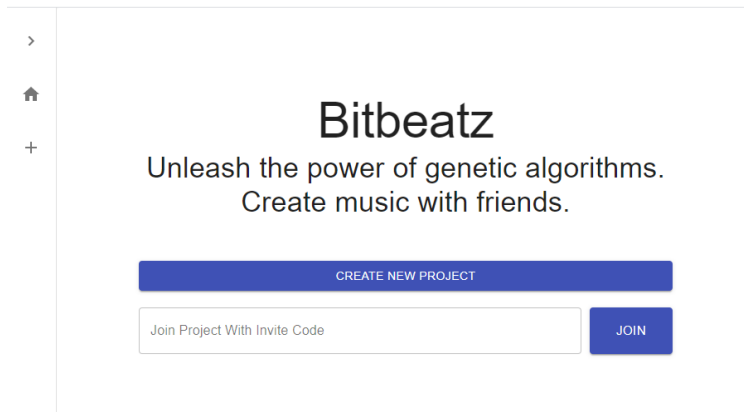 Bitbeatz
Unleash the power of genetic algorithms.
Create music with friends.
CREATE NEW PROJECT
Join Project With Invite Code
JOIN